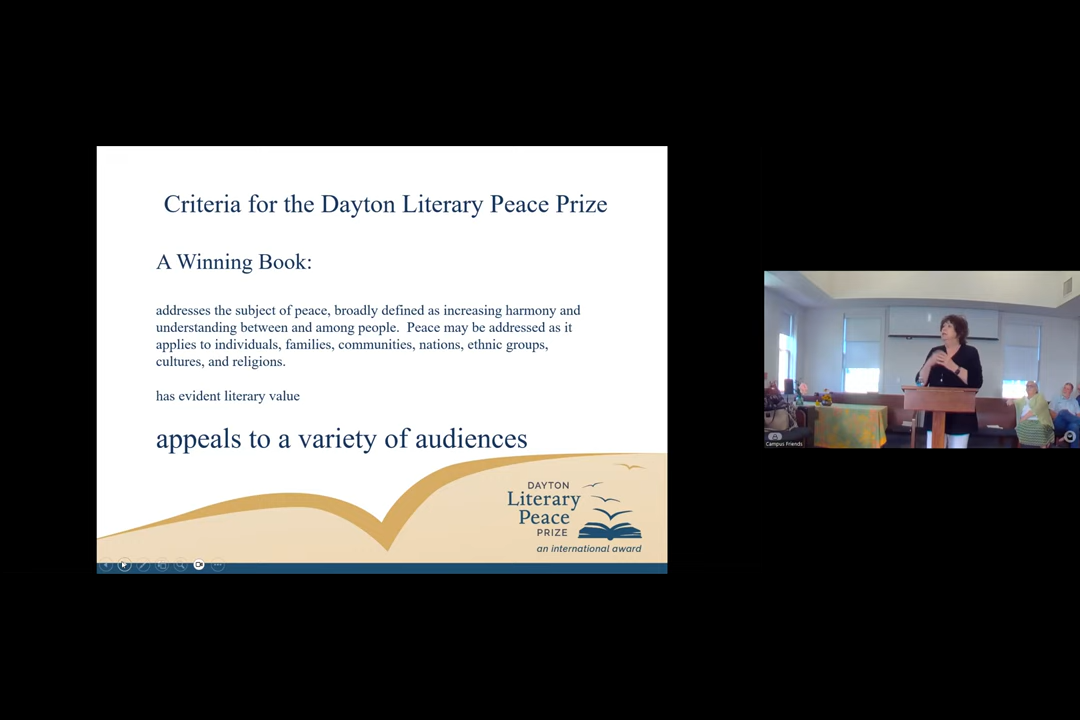 Criteria for the Dayton Literary Peace Prize
A Winning Book:
addresses the subject of peace, broadly defined as increasing harmony and
understanding between and among people.  Peace may be addressed as it
applies to individuals, families, communities, nations, ethnic groups,
cultures, and religions.
has evident literary value
appeals to a variety of audiences
DAYTON
Literary
Peace
PRIZE
an international award
Campus Friends